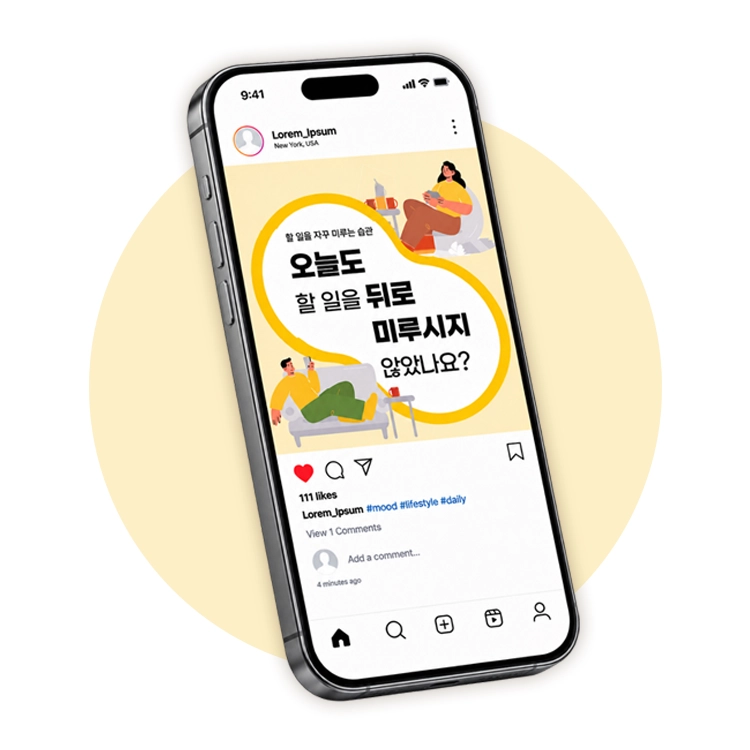 9:41
Lorem_Ipsum
New York, USA
할 일을 자꾸 미루는 습관
오늘도
할 일을 뒤로
미루시지
않았나요?
111 likes
Lorem_Ipsum #mood #lifestyle #daily
View 1 Comments
Add a comment...
4 minutes ago